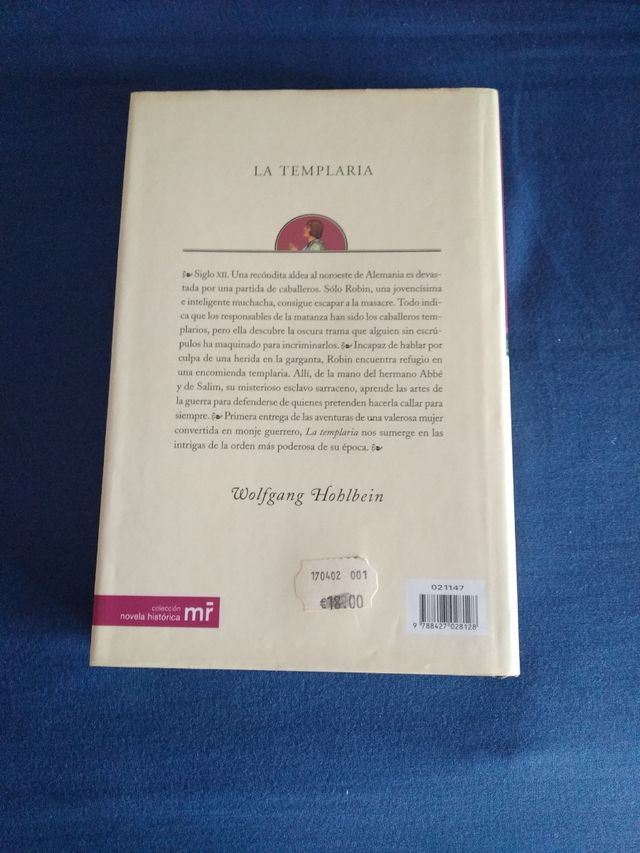 LA TEMPLARIA
Siglo XII. Una recóndita aldea al noroeste de Alemania es devas-
tada por una partida de caballeros. Sólo Robin, una jovencísima
e inteligente muchacha, consigue escapar a la masacre. Todo indi-
ca que los responsables de la matanza han sido los caballeros tem-
plarios, pero ella descubre la oscura trama que alguien sin escrú-
pulos ha maquinado para incriminarlos. Incapaz de hablar por
culpa de una herida en la garganta, Robin encuentra refugio en
una encomienda templaria. Allí, de la mano del hermano Abbé
y de Salim, su misterioso esclavo sarraceno, aprende las artes de
la guerra para defenderse de quienes pretenden hacerla callar para
siempre. Primera entrega de las aventuras de una valerosa mujer
convertida en monje guerrero, La templaria nos sumerge en las
intrigas de la orden más poderosa de su época.
Wolfgang Hohlbein
170402 001
€18.00
colección
novela histórica
mr
021147
9 788427 028128